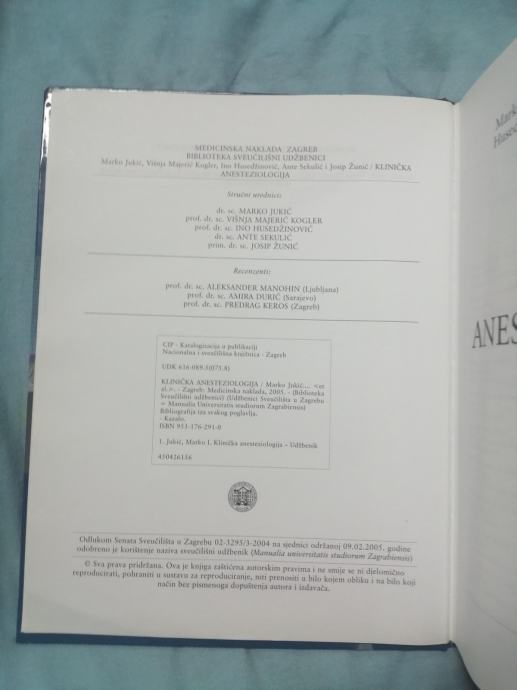 MEDICINSKA NAKLADA ZAGREB
BIBLIOTEKA SVEUČILIŠNI UDŽBENICI
Marko Jukić, Višnja Majerić Kogler, Ino Husedžinović, Ante Sekulić i Josip Žunić / KLINIČKA
ANESTEZIOLOGIJA
Stručni urednici:
dr. sc. MARKO JUKIĆ
prof. dr. sc. VIŠNJA MAJERIĆ KOGLER
prof. dr. sc. INO HUSEDŽINOVIĆ
dr. sc. ANTE SEKULIĆ
prim. dr. sc. JOSIP ŽUNIĆ
Recenzenti:
prof. dr. sc. ALEKSANDER MANOHIN (Ljubljana)
prof. dr. sc. AMIRA DURIĆ (Sarajevo)
prof. dr. sc. PREDRAG KEROS (Zagreb)
CIP - Katalogizacija u publikaciji
Nacionalna i sveučilišna knjižnica - Zagreb
UDK 616-089.5(075.8)
KLINIČKA ANESTEZIOLOGIJA / Marko Jukić... <et
al.>. - Zagreb: Medicinska naklada, 2005. - (Biblioteka
Sveučilišni udžbenici) (Udžbenici Sveučilišta u Zagrebu
= Manualia Universitatis studiorum Zagrabiensis)
Bibliografija iza svakog poglavlja.
- Kazalo.
ISBN 953-176-291-0
1. Jukić, Marko I. Klinička anesteziologija – Udžbenik
450426156
Odlukom Senata Sveučilišta u Zagrebu 02-3295/3-2004 na sjednici održanoj 09.02.2005. godine
odobreno je korištenje naziva sveučilišni udžbenik (Manualia universitatis studiorum Zagrabiensis)
© Sva prava pridržana. Ova je knjiga zaštićena autorskim pravima i ne smije se ni djelomično
reproducirati, pohraniti u sustavu za reproduciranje, niti prenositi u bilo kojem obliku i na bilo koji
način bez pismenoga dopuštenja autora i izdavača.
Mark
Husedž
ANES